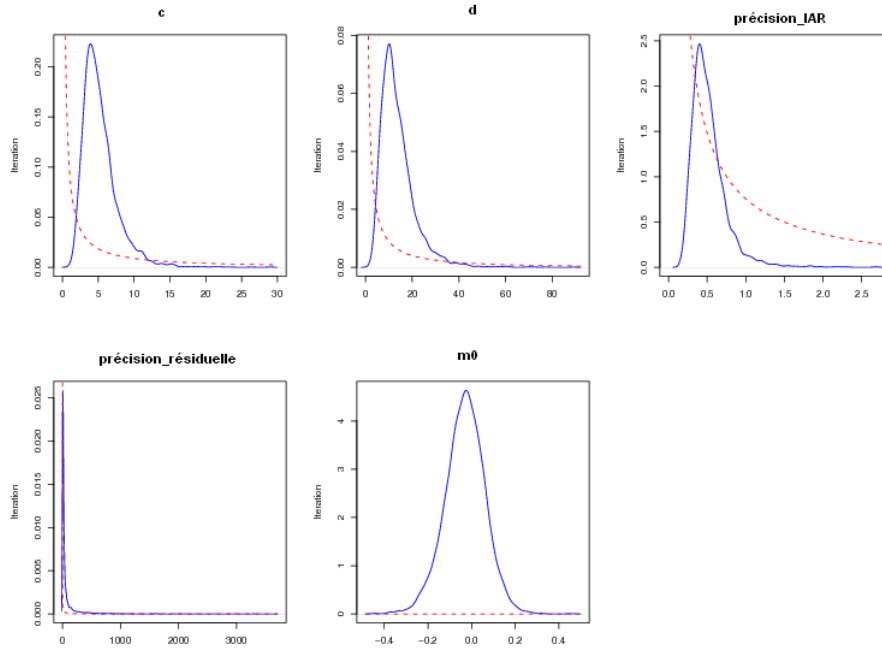 c
d
précision_IAR
Iteration
0.00 0.05 0.10 0.15 0.20
0 5 10 15 20 25 30
Iteration
0.00 0.02 0.04 0.06 0.08
0 20 40 60 80
Iteration
0.0 0.5 1.0 1.5 2.0 2.5
0.0 0.5 1.0 1.5 2.0 2.5
précision_résiduelle
m0
Iteration
0.000 0.005 0.010 0.015 0.020 0.025
0 1000 2000 3000
Iteration
0 1 2 3 4
−0.4 −0.2 0.0 0.2 0.4